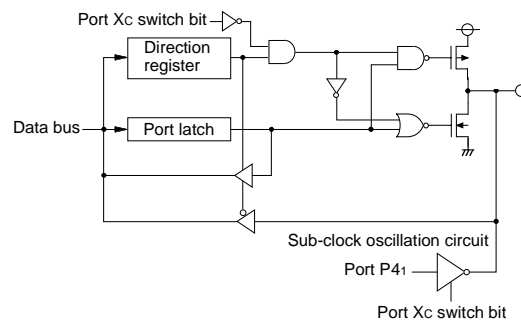 Port XC switch bit
Direction
register
Data bus
Port latch
Sub-clock oscillation circuit
Port P41
Port XC switch bit